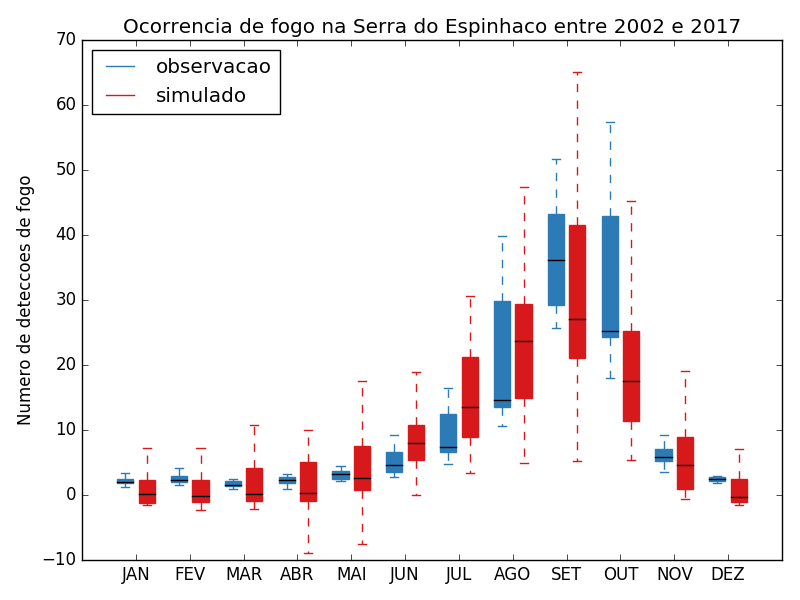 Ocorrencia de fogo na Serra do Espinhaco entre 2002 e 2017
70
60
50
40
30
20
10
0
−10
Numero de deteccoes de fogo
observacao
simulado
JAN FEV MAR ABR MAI JUN JUL AGO SET OUT NOV DEZ